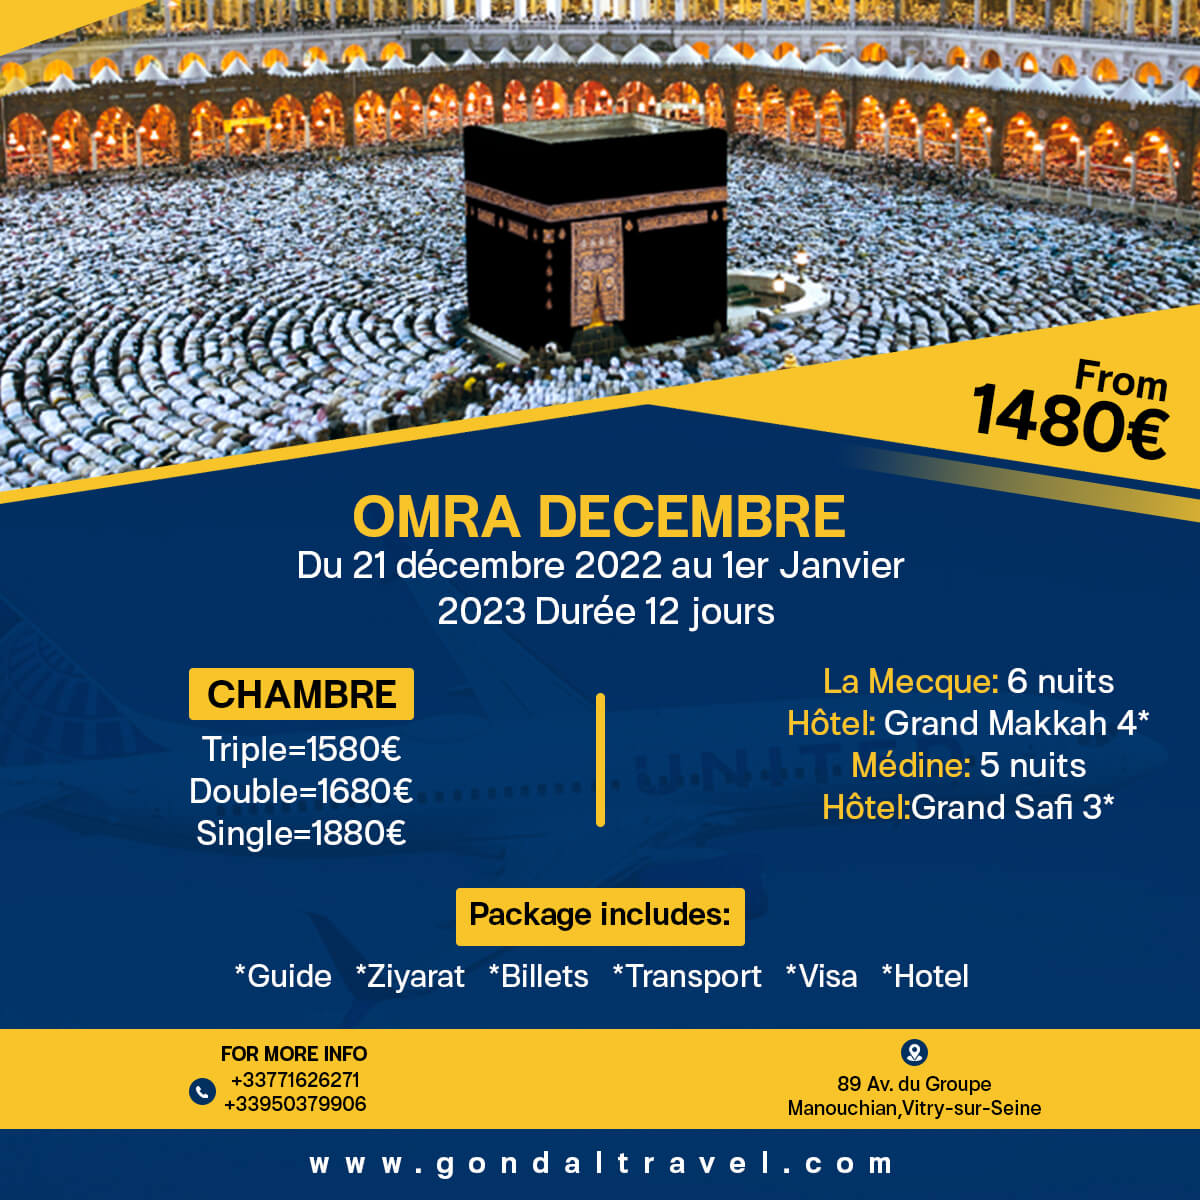 From
1480€
OMRA DECEMBRE
Du 21 décembre 2022 au 1er Janvier
2023 Durée 12 jours
CHAMBRE
Triple=1580€
Double=1680€
Single=1880€
La Mecque: 6 nuits
Hôtel: Grand Makkah 4*
Médine: 5 nuits
Hôtel:Grand Safi 3*
UNITED
Package includes:
*Guide *Ziyarat *Billets *Transport *Visa *Hotel
FOR MORE INFO
+33771626271
+33950379906
89 Av. du Groupe
Manouchian,Vitry-sur-Seine
www.gondaltravel.com